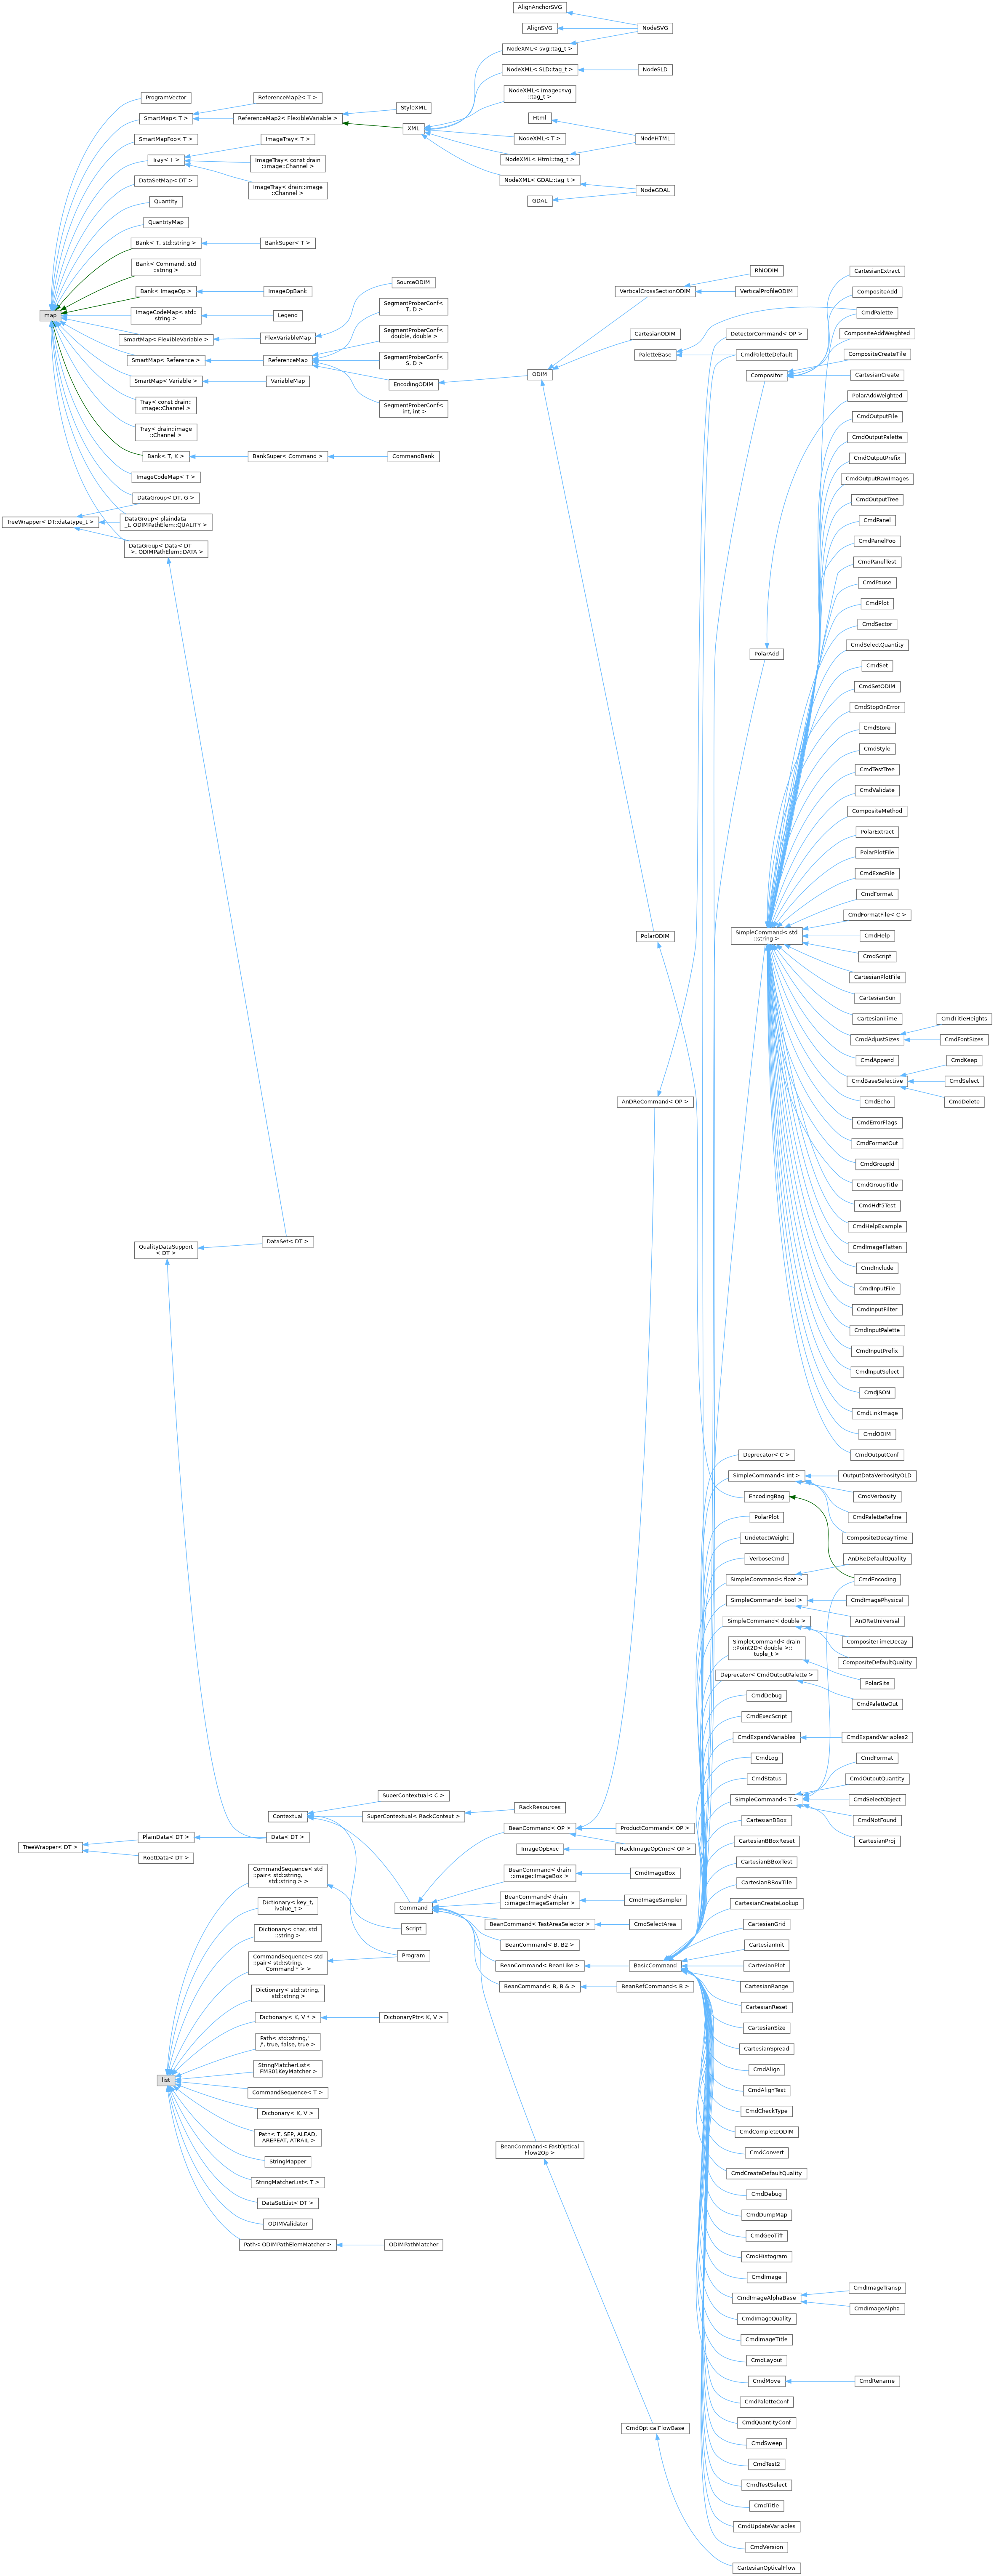 AlignAnchorSVG
AlignSVG
NodeSVG
NodeXML< svg::tag_t >
NodeXML< SLD::tag_t >
NodeSLD
NodeXML< image::svg
::tag_t >
ProgramVector
ReferenceMap2< T >
StyleXML
SmartMap< T >
ReferenceMap2< FlexibleVariable >
XML
Html
NodeXML< T >
NodeHTML
NodeXML< Html::tag_t >
NodeXML< GDAL::tag_t >
NodeGDAL
GDAL
SmartMapFoo< T >
ImageTray< T >
Tray< T >
ImageTray< const drain
::image::Channel >
DataSetMap< DT >
ImageTray< drain::image
::Channel >
Quantity
QuantityMap
Bank< T, std::string >
BankSuper< T >
Bank< Command, std
::string >
Bank< ImageOp >
ImageOpBank
map
ImageCodeMap< std::
string >
Legend
SmartMap< FlexibleVariable >
FlexVariableMap
SourceODIM
SegmentProberConf<
T, D >
SegmentProberConf<
double, double >
SmartMap< Reference >
ReferenceMap
SegmentProberConf<
S, D >
EncodingODIM
SegmentProberConf<
int, int >
SmartMap< Variable >
VariableMap
Tray< const drain::
image::Channel >
Tray< drain::image
::Channel >
Bank< T, K >
BankSuper< Command >
CommandBank
ImageCodeMap< T >
DataGroup< DT, G >
TreeWrapper< DT::datatype_t >
DataGroup< plaindata
_t, ODIMPathElem::QUALITY >
DataGroup< Data< DT
>, ODIMPathElem::DATA >
RhiODIM
VerticalCrossSectionODIM
VerticalProfileODIM
CartesianODIM
DetectorCommand< OP >
PaletteBase
CmdPaletteDefault
ODIM
Compositor
CartesianExtract
CompositeAdd
CmdPalette
CompositeAddWeighted
CompositeCreateTile
CartesianCreate
PolarAddWeighted
CmdOutputFile
CmdOutputPalette
CmdOutputPrefix
CmdOutputRawImages
CmdOutputTree
CmdPanel
CmdPanelFoo
CmdPanelTest
CmdPause
CmdPlot
CmdSector
CmdSelectQuantity
PolarAdd
CmdSet
CmdSetODIM
CmdStopOnError
CmdStore
CmdStyle
CmdTestTree
CmdValidate
CompositeMethod
PolarExtract
PolarPlotFile
CmdExecFile
CmdFormat
CmdFormatFile< C >
PolarODIM
SimpleCommand< std
::string >
CmdHelp
CmdScript
CartesianPlotFile
CartesianSun
CartesianTime
CmdTitleHeights
CmdAdjustSizes
CmdFontSizes
CmdAppend
CmdKeep
CmdBaseSelective
CmdSelect
AnDReCommand< OP >
CmdEcho
CmdDelete
CmdErrorFlags
CmdFormatOut
CmdGroupId
CmdGroupTitle
CmdHdf5Test
CmdHelpExample
QualityDataSupport
< DT >
DataSet< DT >
CmdImageFlatten
CmdInclude
CmdInputFile
CmdInputFilter
CmdInputPalette
CmdInputPrefix
CmdInputSelect
CmdJSON
CmdLinkImage
CmdODIM
CmdOutputConf
Deprecator< C >
SimpleCommand< int >
OutputDataVerbosityOLD
EncodingBag
CmdVerbosity
PolarPlot
CmdPaletteRefine
UndetectWeight
CompositeDecayTime
VerboseCmd
AnDReDefaultQuality
SimpleCommand< float >
CmdEncoding
SimpleCommand< bool >
CmdImagePhysical
SimpleCommand< double >
AnDReUniversal
SimpleCommand< drain
::Point2D< double >::
tuple_t >
CompositeTimeDecay
CompositeDefaultQuality
Deprecator< CmdOutputPalette >
PolarSite
CmdDebug
CmdPaletteOut
CmdExecScript
CmdExpandVariables
CmdExpandVariables2
CmdLog
CmdFormat
CmdStatus
CmdOutputQuantity
SimpleCommand< T >
CmdSelectObject
CartesianBBox
CmdNotFound
CartesianBBoxReset
CartesianProj
CartesianBBoxTest
CartesianBBoxTile
CartesianCreateLookup
CartesianGrid
CartesianInit
SuperContextual< C >
Contextual
SuperContextual< RackContext >
RackResources
BeanCommand< OP >
ProductCommand< OP >
PlainData< DT >
Data< DT >
TreeWrapper< DT >
RootData< DT >
ImageOpExec
RackImageOpCmd< OP >
CommandSequence< std
::pair< std::string,
std::string > >
BeanCommand< drain
::image::ImageBox >
CmdImageBox
BeanCommand< drain
::image::ImageSampler >
CmdImageSampler
Dictionary< key_t,
ivalue_t >
Command
BeanCommand< TestAreaSelector >
CmdSelectArea
Dictionary< char, std
::string >
Script
BeanCommand< B, B2 >
CommandSequence< std
::pair< std::string,
Command * > >
Program
BeanCommand< BeanLike >
BasicCommand
CartesianPlot
BeanCommand< B, B & >
BeanRefCommand< B >
CartesianRange
Dictionary< std::string,
std::string >
CartesianReset
Dictionary< K, V * >
DictionaryPtr< K, V >
CartesianSize
Path< std::string,'
/', true, false, true >
CartesianSpread
StringMatcherList<
FM301KeyMatcher >
CmdAlign
list
CommandSequence< T >
CmdAlignTest
Dictionary< K, V >
CmdCheckType
Path< T, SEP, ALEAD,
AREPEAT, ATRAIL >
CmdCompleteODIM
BeanCommand< FastOptical
Flow2Op >
CmdConvert
StringMapper
CmdCreateDefaultQuality
StringMatcherList< T >
CmdDebug
DataSetList< DT >
CmdDumpMap
ODIMValidator
CmdGeoTiff
Path< ODIMPathElemMatcher >
ODIMPathMatcher
CmdHistogram
CmdImage
CmdImageTransp
CmdImageAlphaBase
CmdImageAlpha
CmdImageQuality
CmdImageTitle
CmdLayout
CmdMove
CmdRename
CmdPaletteConf
CmdQuantityConf
CmdOpticalFlowBase
CmdSweep
CmdTest2
CmdTestSelect
CmdTitle
CmdUpdateVariables
CmdVersion
CartesianOpticalFlow